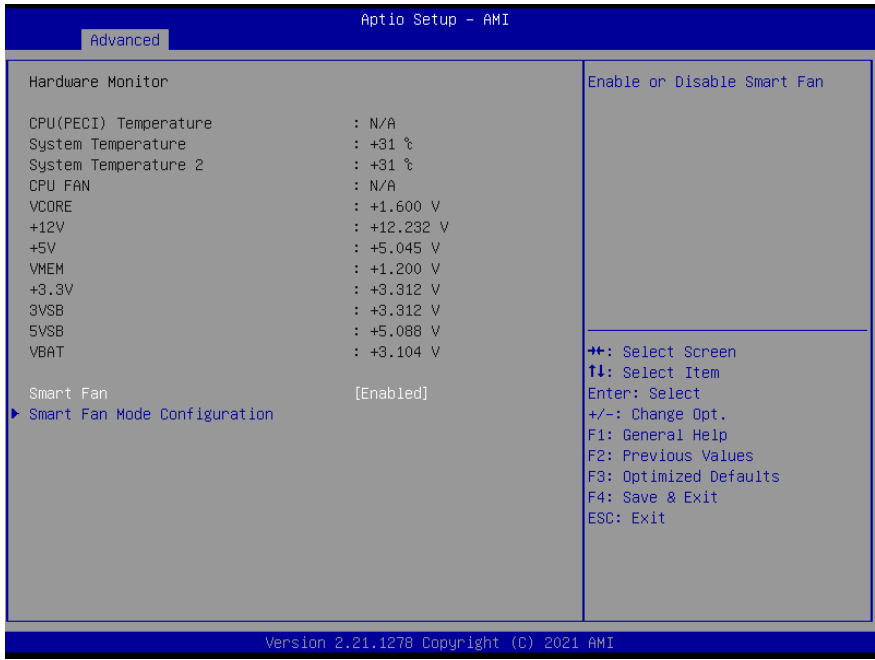 Aptio Setup – AMI
Advanced
Hardware Monitor
Enable or Disable Smart Fan
CPU(PECI) Temperature : N/A
System Temperature : +31 ℃
System Temperature 2 : +31 ℃
CPU FAN : N/A
VCORE : +1.600 V
+12V : +12.232 V
+5V : +5.045 V
VMEM : +1.200 V
+3.3V : +3.312 V
3VSB : +3.312 V
5VSB : +5.088 V
VBAT : +3.104 V
Smart Fan [Enabled]
▶ Smart Fan Mode Configuration
→←: Select Screen
↑↓: Select Item
Enter: Select
+/-: Change Opt.
F1: General Help
F2: Previous Values
F3: Optimized Defaults
F4: Save & Exit
ESC: Exit
Version 2.21.1278 Copyright (C) 2021 AMI